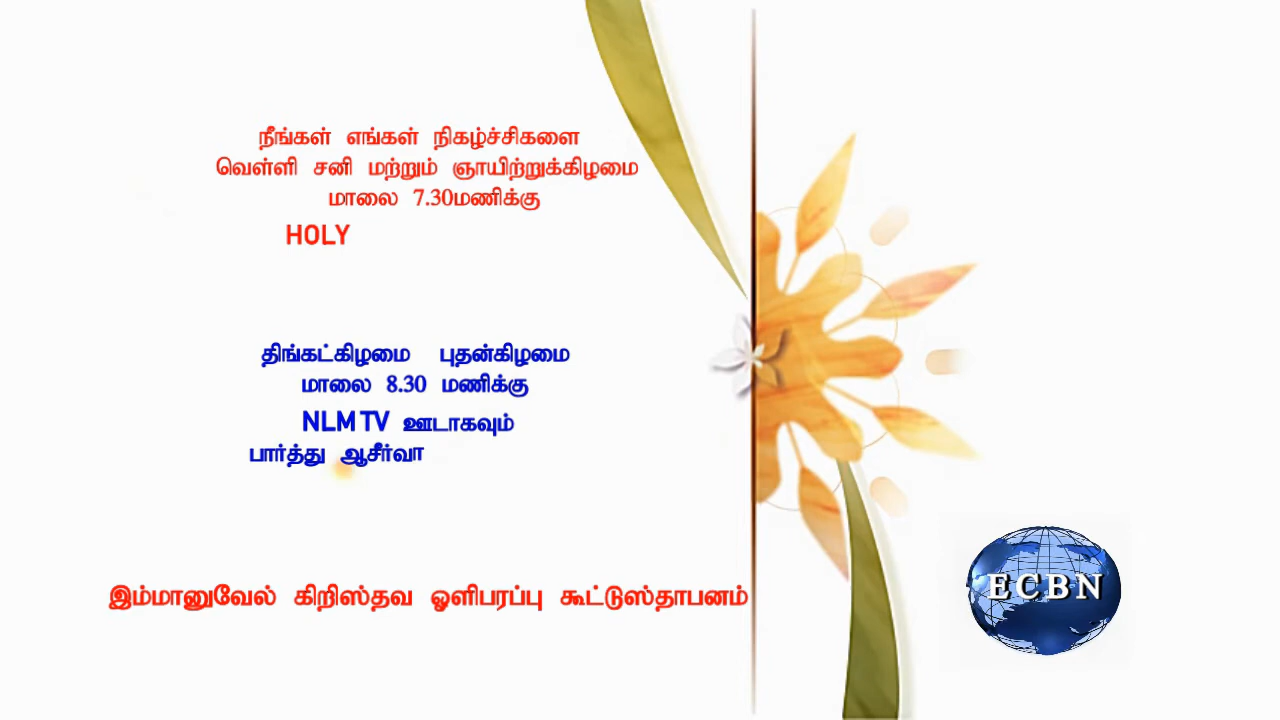 நீங்கள் எங்கள் நிகழ்ச்சிகளை
வெள்ளி சனி மற்றும் ஞாயிற்றுக்கிழமை
மாலை 7.30மணிக்கு
HOLY
திங்கட்கிழமை புதன்கிழமை
மாலை 8.30 மணிக்கு
NLM TV ஊடாகவும்
பார்த்து ஆசீர்வா
இம்மானுவேல் கிறிஸ்தவ ஓளிபரப்பு கூட்டுஸ்தாபனம்
ECBN